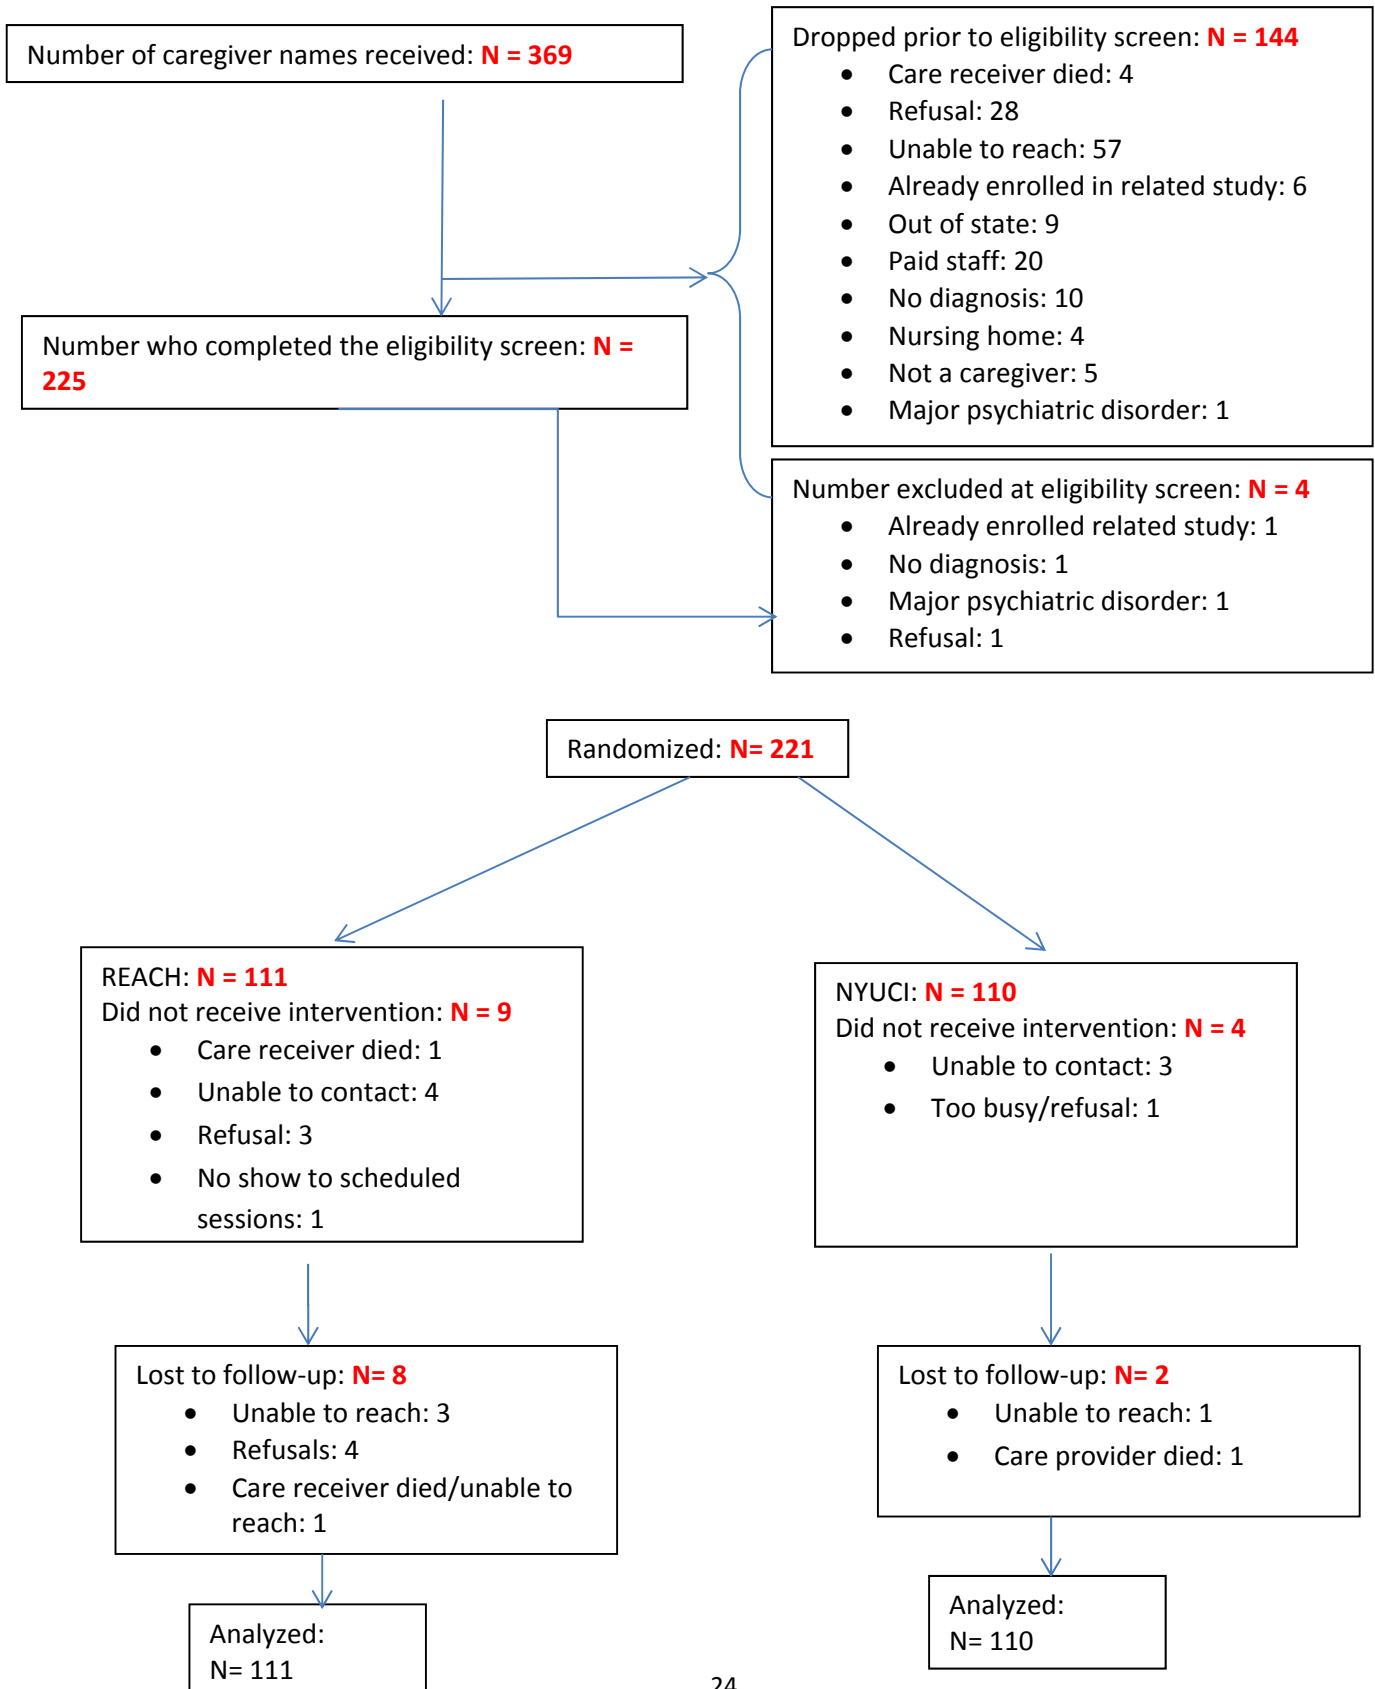 Number of caregiver names received: N = 369
Dropped prior to eligibility screen: N = 144
• Care receiver died: 4
• Refusal: 28
• Unable to reach: 57
• Already enrolled in related study: 6
• Out of state: 9
• Paid staff: 20
• No diagnosis: 10
• Nursing home: 4
• Not a caregiver: 5
• Major psychiatric disorder: 1
Number who completed the eligibility screen: N =
225
Number excluded at eligibility screen: N = 4
• Already enrolled related study: 1
• No diagnosis: 1
• Major psychiatric disorder: 1
• Refusal: 1
Randomized: N= 221
REACH: N = 111
Did not receive intervention: N = 9
• Care receiver died: 1
• Unable to contact: 4
• Refusal: 3
• No show to scheduled
sessions: 1
NYUCI: N = 110
Did not receive intervention: N = 4
• Unable to contact: 3
• Too busy/refusal: 1
Lost to follow-up: N= 8
• Unable to reach: 3
• Refusals: 4
• Care receiver died/unable to
reach: 1
Lost to follow-up: N= 2
• Unable to reach: 1
• Care provider died: 1
Analyzed:
N= 111
Analyzed:
N= 110
24